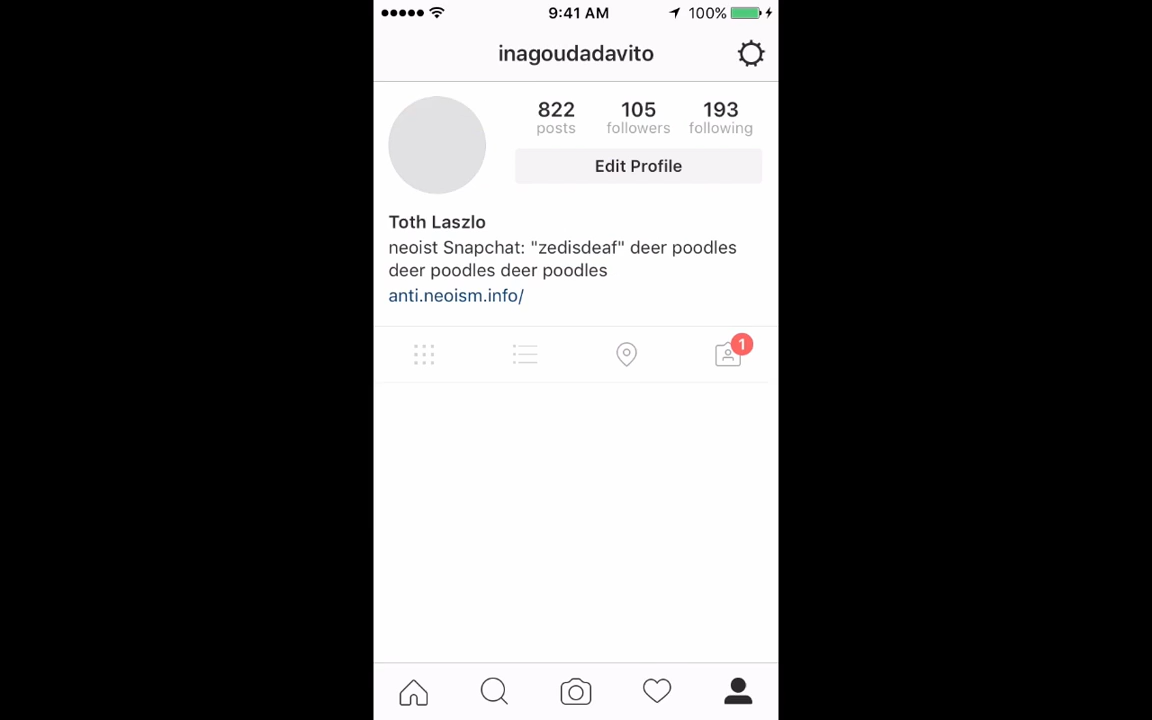 9:41 AM
100%
inagoudadavito
822 105 193
posts followers following
Edit Profile
Toth Laszlo
neoist Snapchat: "zedisdeaf" deer poodles
deer poodles deer poodles
anti.neoism.info/
1